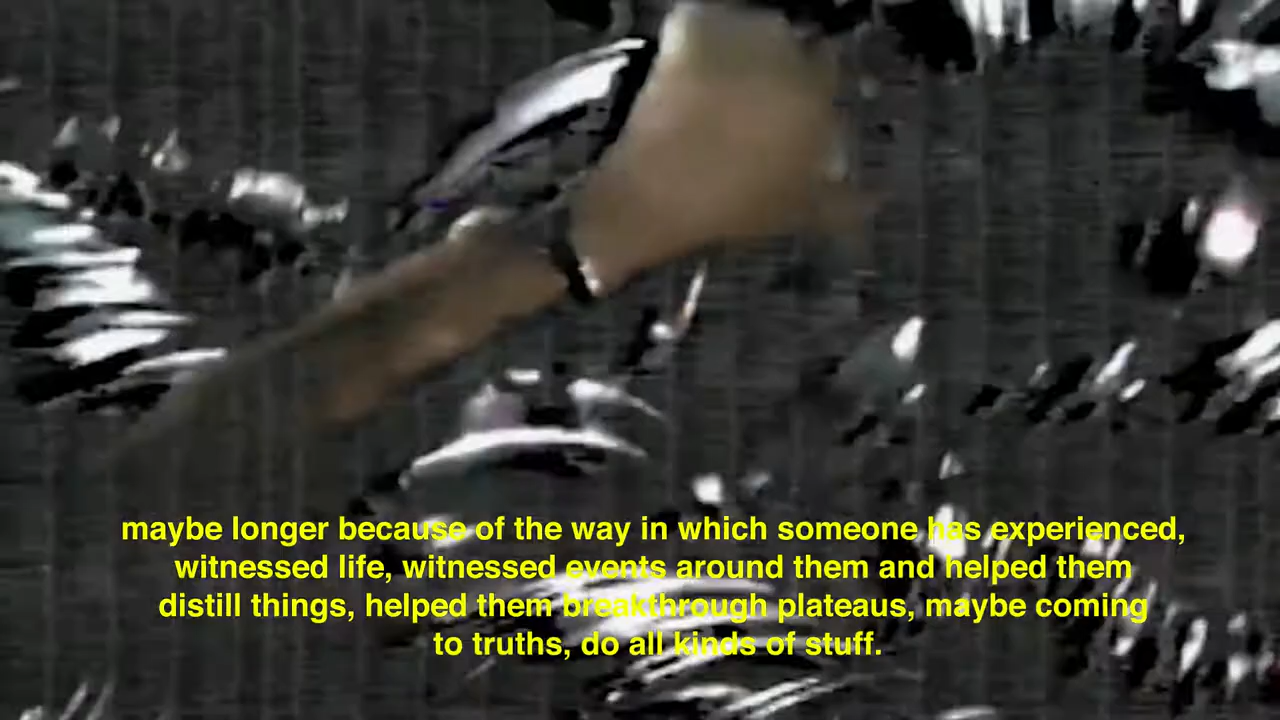 maybe longer because of the way in which someone has experienced,
witnessed life, witnessed events around them and helped them
distill things, helped them breakthrough plateaus, maybe coming
to truths, do all kinds of stuff.